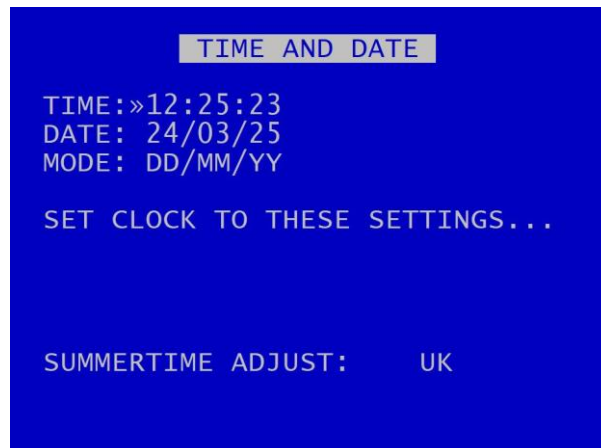 TIME AND DATE
TIME:»12:25:23
DATE: 24/03/25
MODE: DD/MM/YY
SET CLOCK TO THESE SETTINGS...
SUMMERTIME ADJUST: UK